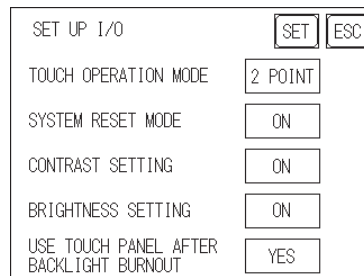 SET UP I/O SET ESC
TOUCH OPERATION MODE 2 POINT
SYSTEM RESET MODE ON
CONTRAST SETTING ON
BRIGHTNESS SETTING ON
USE TOUCH PANEL AFTER
BACKLIGHT BURNOUT YES